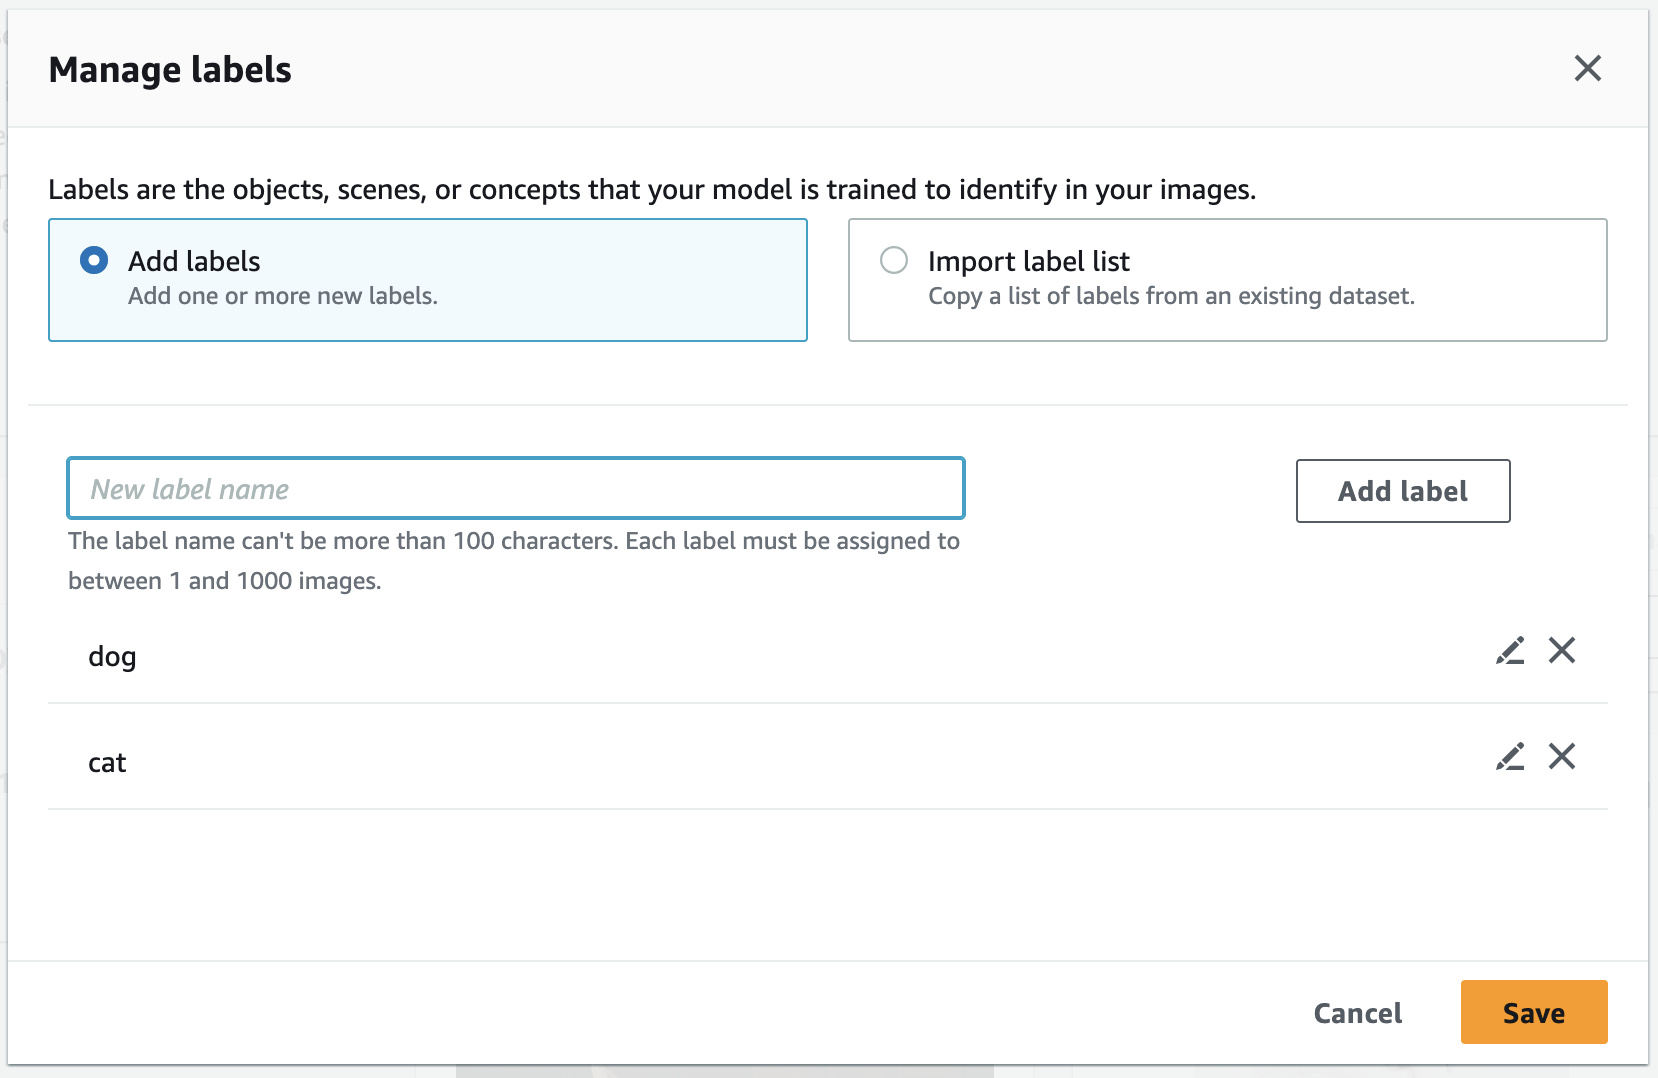 Manage labels
Labels are the objects, scenes, or concepts that your model is trained to identify in your images.
Add labels
Add one or more new labels.
Import label list
Copy a list of labels from an existing dataset.
New label name
Add label
The label name can't be more than 100 characters. Each label must be assigned to
between 1 and 1000 images.
dog
cat
Cancel
Save